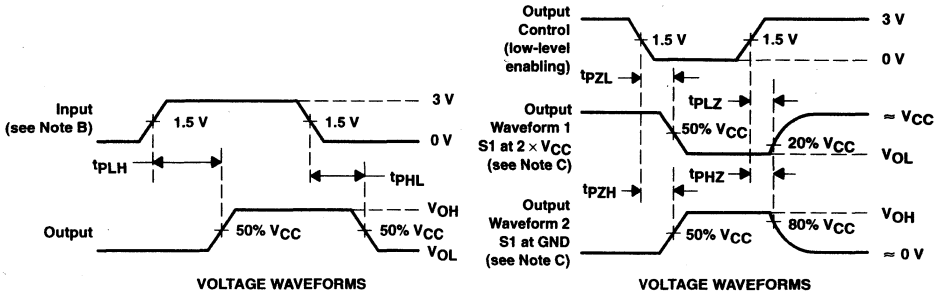 Input
(see Note B)
1.5 V
1.5 V
3 V
0 V
tPLH
tPHL
Output
50% VCC
50% VCC
VOH
VOL
VOLTAGE WAVEFORMS
Output
Control
(low-level
enabling)
1.5 V
1.5 V
3 V
0 V
tPZL
tPLZ
Output
Waveform 1
S1 at 2 × VCC
(see Note C)
50% VCC
20% VCC
≈ VCC
VOL
tPZH
tPHZ
Output
Waveform 2
S1 at GND
(see Note C)
50% VCC
80% VCC
VOH
≈ 0 V
VOLTAGE WAVEFORMS